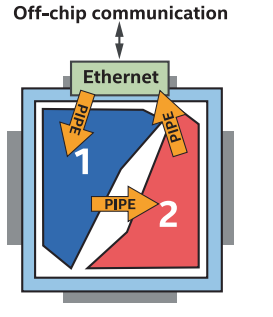 Off-chip communication
Ethernet
PIPE
PIPE
1
PIPE
2